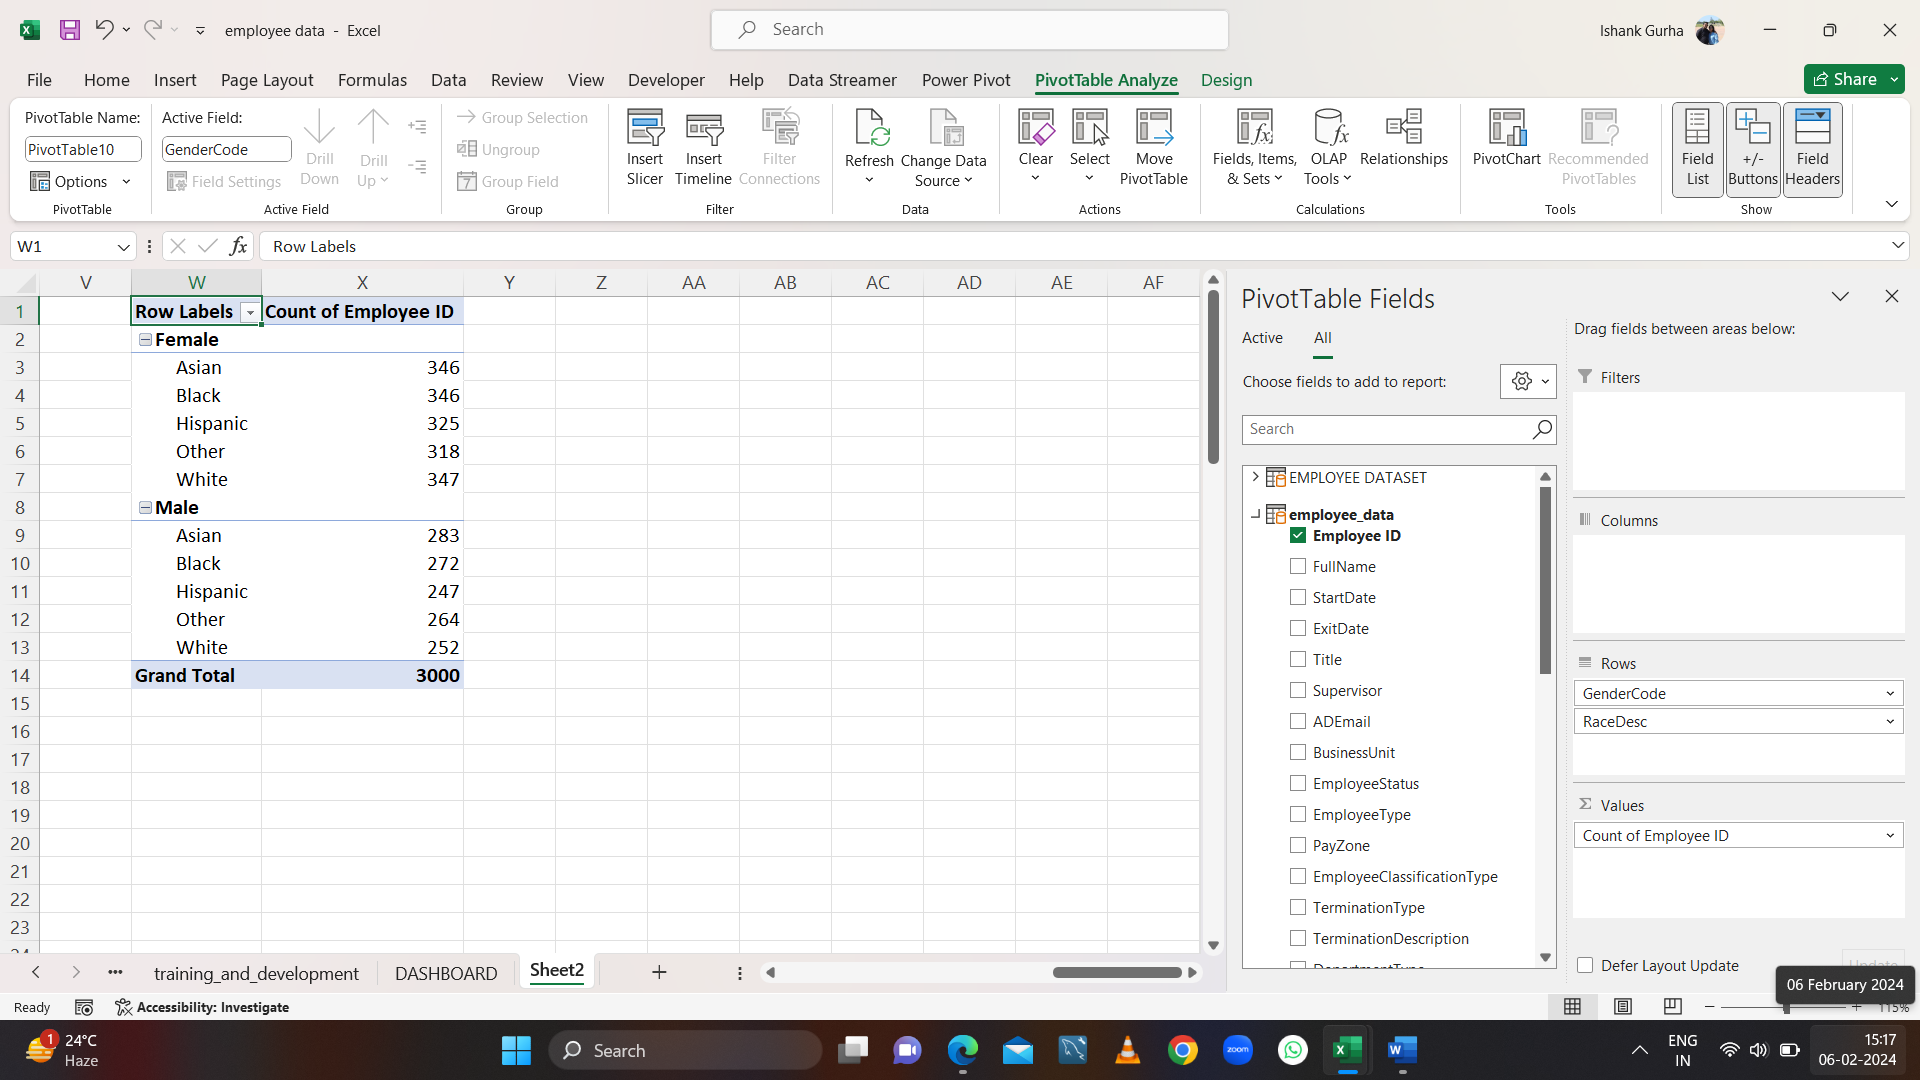 employee data - Excel
Search
Ishank Gurha
File Home Insert Page Layout Formulas Data Review View Developer Help Data Streamer Power Pivot PivotTable Analyze Design
Share
PivotTable Name:
PivotTable10
Options
PivotTable
Active Field:
GenderCode
Field Settings
Drill Down
Drill Up
Active Field
Group Selection
Ungroup
Group Field
Group
Insert Slicer
Insert Timeline
Filter Connections
Filter
Refresh
Change Data Source
Data
Clear
Select
Move PivotTable
Actions
Fields, Items, & Sets
OLAP Tools
Relationships
Calculations
PivotChart
Recommended PivotTables
Tools
Field List
+/- Buttons
Field Headers
Show
W1
fx
Row Labels
V W X Y Z AA AB AC AD AE AF
1 Row Labels Count of Employee ID
2 Female
3 Asian 346
4 Black 346
5 Hispanic 325
6 Other 318
7 White 347
8 Male
9 Asian 283
10 Black 272
11 Hispanic 247
12 Other 264
13 White 252
14 Grand Total 3000
15
16
17
18
19
20
21
22
23
PivotTable Fields
Active All
Choose fields to add to report:
Search
EMPLOYEE DATASET
employee_data
Employee ID
FullName
StartDate
ExitDate
Title
Supervisor
ADEmail
BusinessUnit
EmployeeStatus
EmployeeType
PayZone
EmployeeClassificationType
TerminationType
TerminationDescription
Drag fields between areas below:
Filters
Columns
Rows
GenderCode
RaceDesc
Values
Count of Employee ID
Defer Layout Update
06 February 2024
training_and_development DASHBOARD Sheet2
Ready
Accessibility: Investigate
115%
1
24°C
Haze
Search
zoom
W
ENG
IN
15:17
06-02-2024